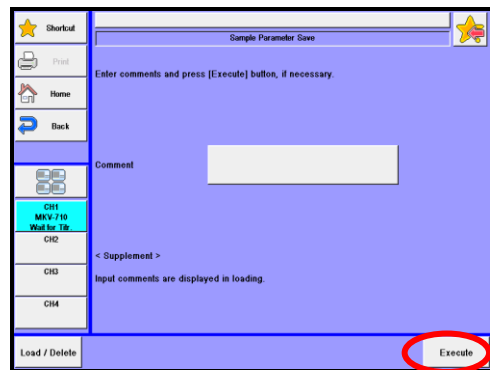 Shortcut
Sample Parameter Save
Print
Enter comments and press [Execute] button, if necessary.
Home
Back
Comment
CH1
MKV-710
Wait for Titr.
CH2
< Supplement >
CH3
Input comments are displayed in loading.
CH4
Load / Delete
Execute